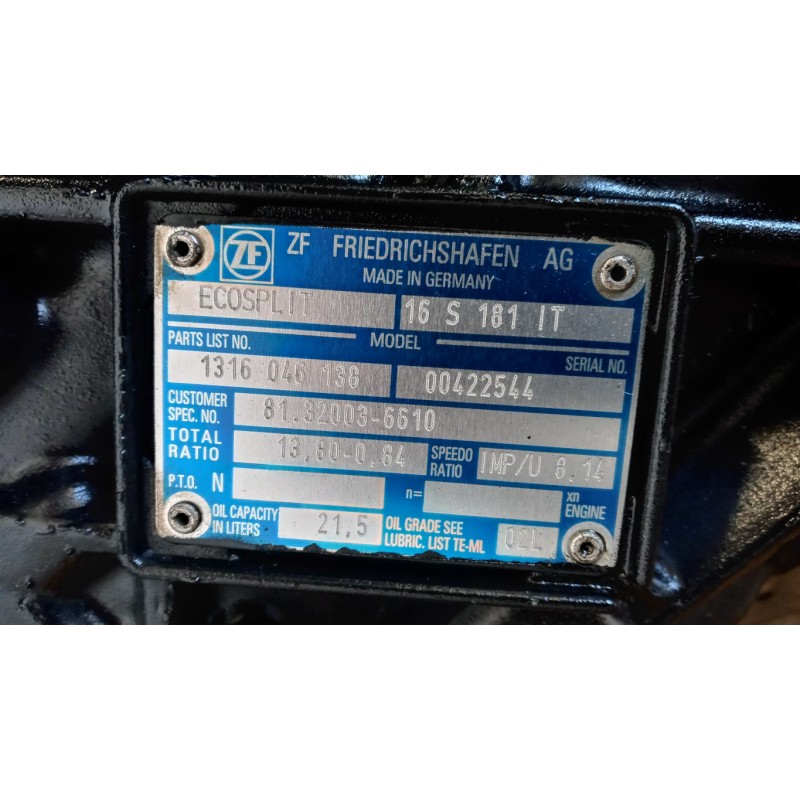 ZF ZF FRIEDRICHSHAFEN AG
MADE IN GERMANY
ECOSPLIT 16 S 181 IT
PARTS LIST NO. MODEL SERIAL NO.
1316 046 138 00422544
CUSTOMER SPEC. NO. 81.32003-6610
TOTAL RATIO 13,80-0,84 SPEEDO RATIO IMP/U 8.14
P.T.O. N n= xn ENGINE
OIL CAPACITY IN LITERS 21,5 OIL GRADE SEE LUBRIC. LIST TE-ML 02L